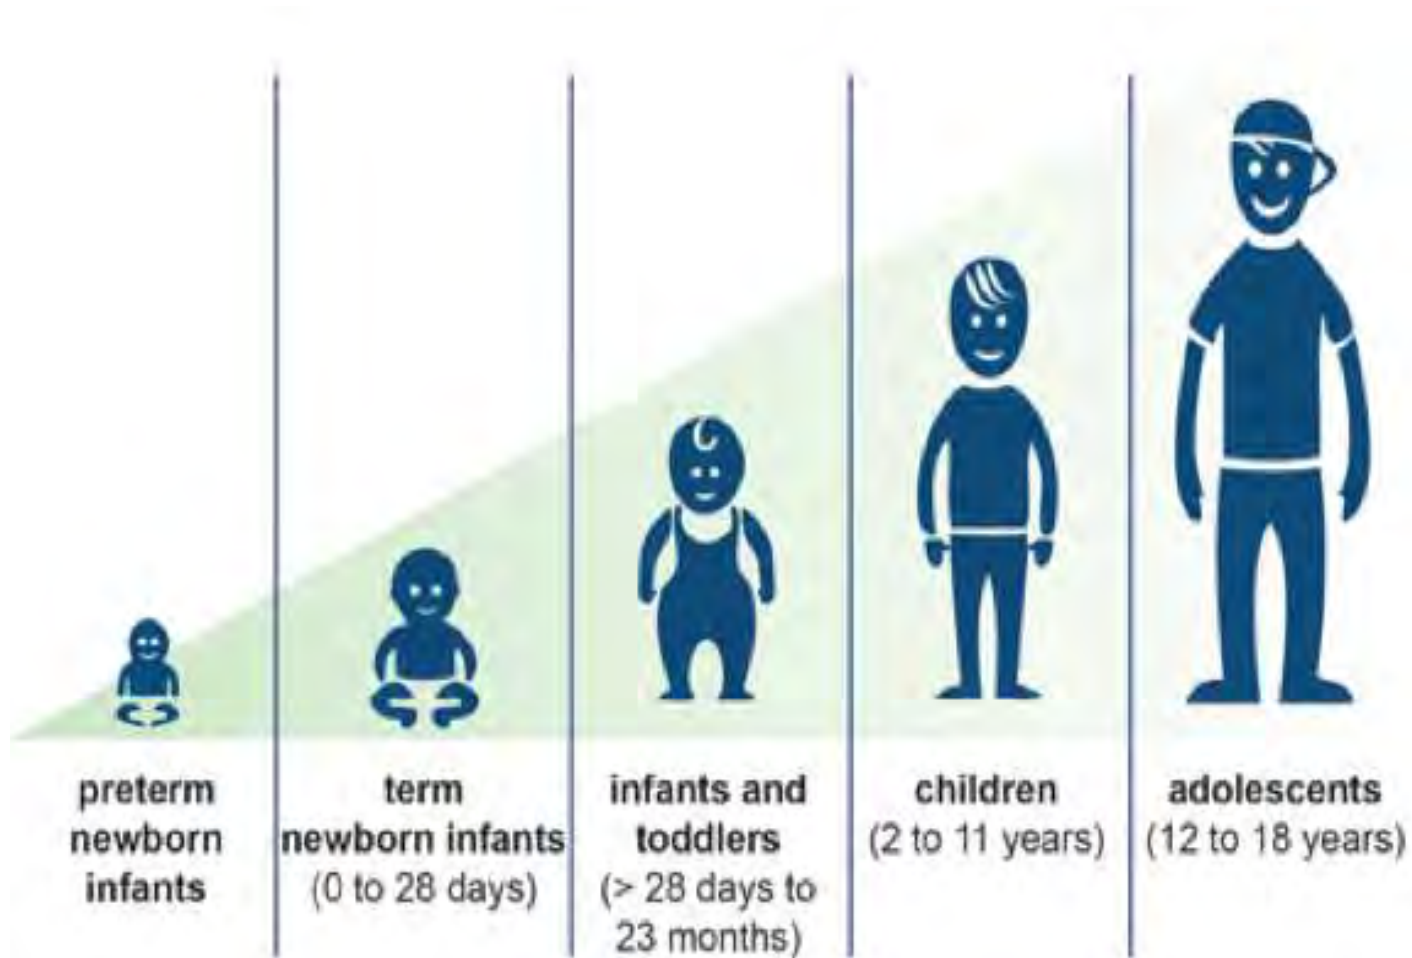 preterm
newborn
infants
term
newborn infants
(0 to 28 days)
infants and
toddlers
(> 28 days to
23 months)
children
(2 to 11 years)
adolescents
(12 to 18 years)